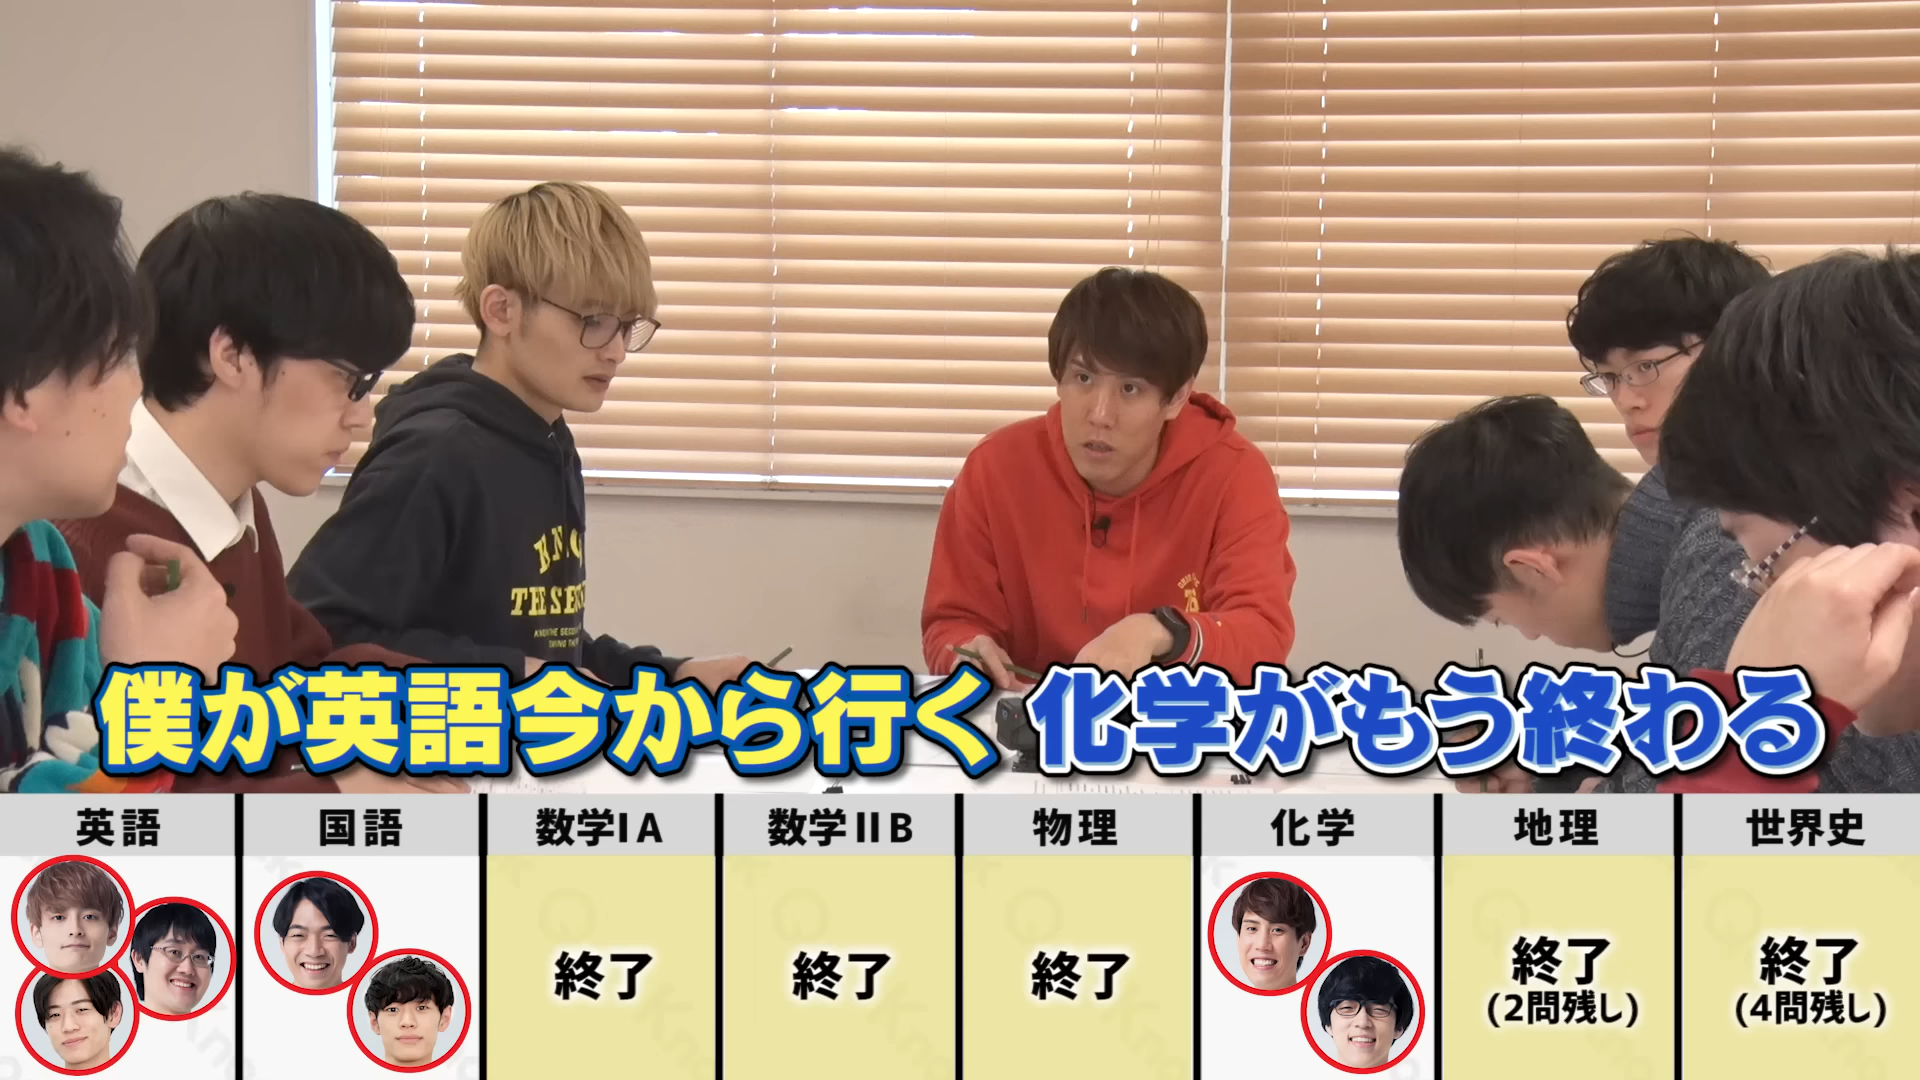 THE SEC
僕が英語今から行く 化学がもう終わる
英語 国語 数学IA 数学IIB 物理 化学 地理 世界史
終了 終了 終了 終了 終了
(2問残し) (4問残し)